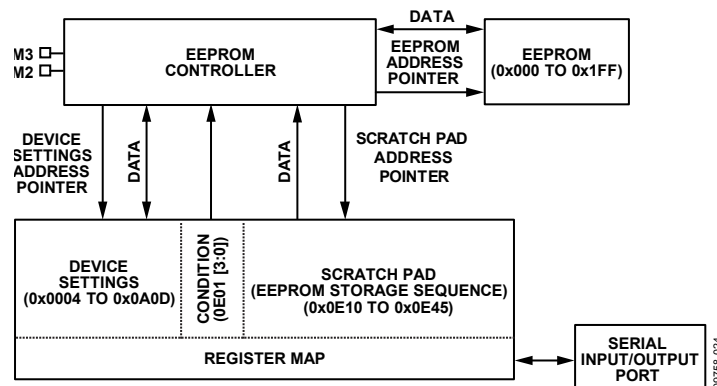 M3
M2
EEPROM
CONTROLLER
DATA
EEPROM
ADDRESS
POINTER
EEPROM
(0x000 TO 0x1FF)
DEVICE
SETTINGS
ADDRESS
POINTER
DATA
DATA
SCRATCH PAD
ADDRESS
POINTER
DEVICE
SETTINGS
(0x0004 TO 0x0A0D)
CONDITION
(0E01 [3:0])
SCRATCH PAD
(EEPROM STORAGE SEQUENCE)
(0x0E10 TO 0x0E45)
REGISTER MAP
SERIAL
INPUT/OUTPUT
PORT